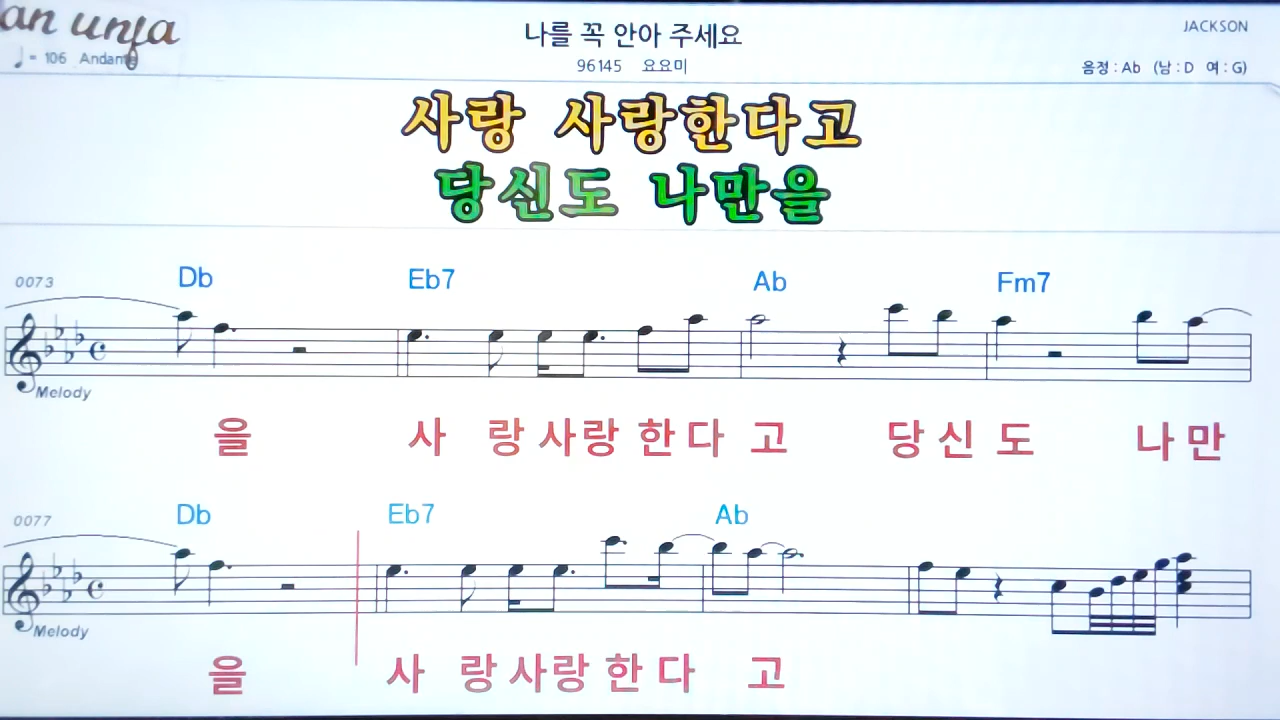 an unfa
나를 꼭 안아 주세요
JACKSON
♩= 106 Andante
96145 요요미
음정 : Ab (남 : D 여 : G)
사랑 사랑한다고
당신도 나만을
0073 Db Eb7 Ab Fm7
Melody
을 사 랑 사랑 한 다 고 당 신 도 나 만
0077 Db Eb7 Ab
Melody
을 사 랑 사랑 한 다 고